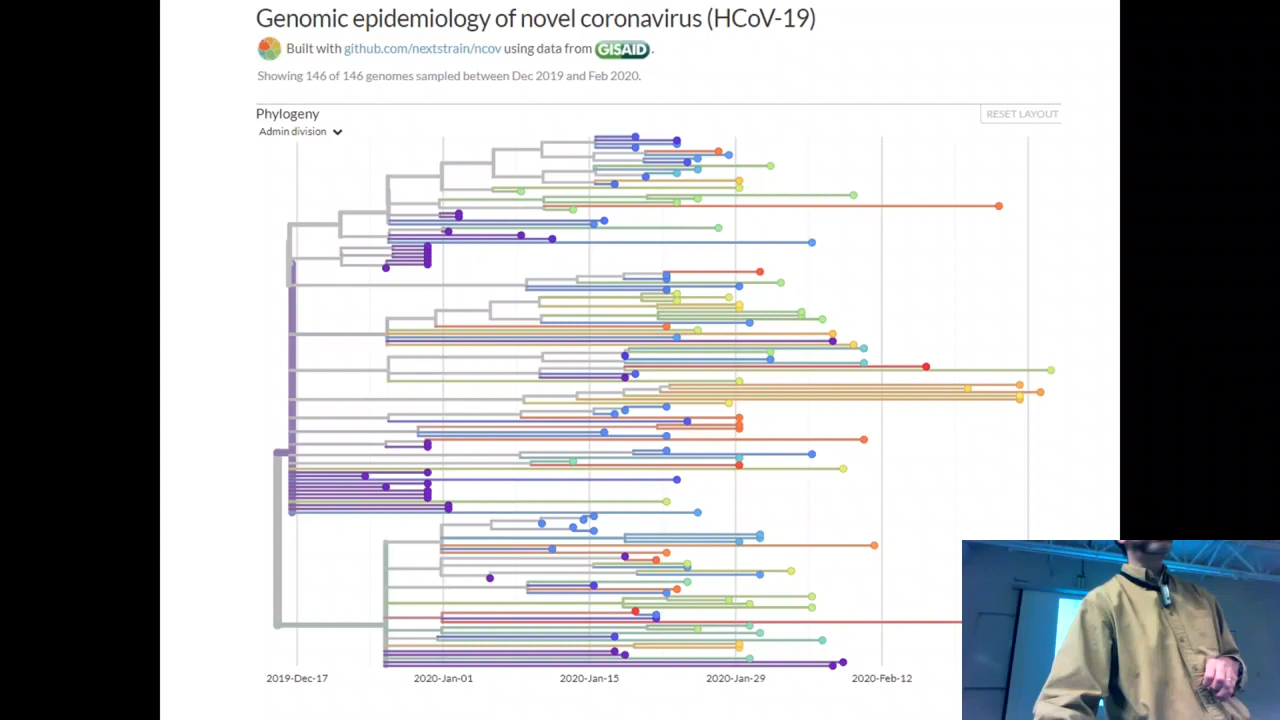 Genomic epidemiology of novel coronavirus (HCoV-19)
Built with github.com/nextstrain/ncov using data from GISAID.
Showing 146 of 146 genomes sampled between Dec 2019 and Feb 2020.
Phylogeny
RESET LAYOUT
Admin division
2019-Dec-17 2020-Jan-01 2020-Jan-15 2020-Jan-29 2020-Feb-12